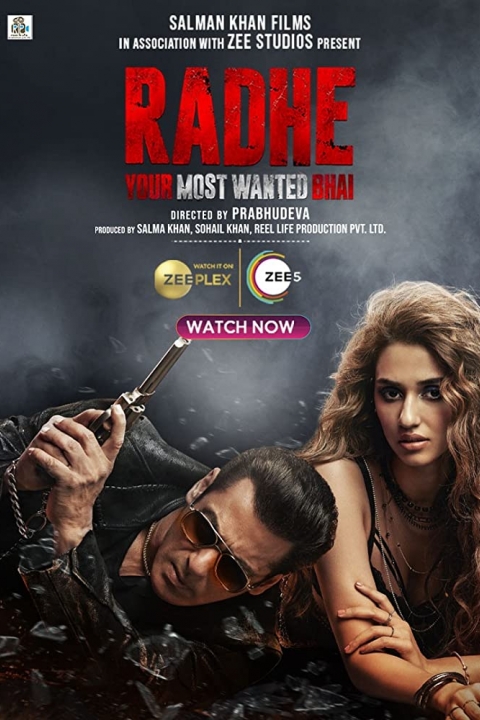 SALMAN KHAN FILMS
IN ASSOCIATION WITH ZEE STUDIOS PRESENT
RADHE
YOUR MOST WANTED BHAI
DIRECTED BY PRABHUDEVA
PRODUCED BY SALMA KHAN, SOHAIL KHAN, REEL LIFE PRODUCTION PVT. LTD.
WATCH IT ON!
ZEEPLEX
ZEE5
WATCH NOW